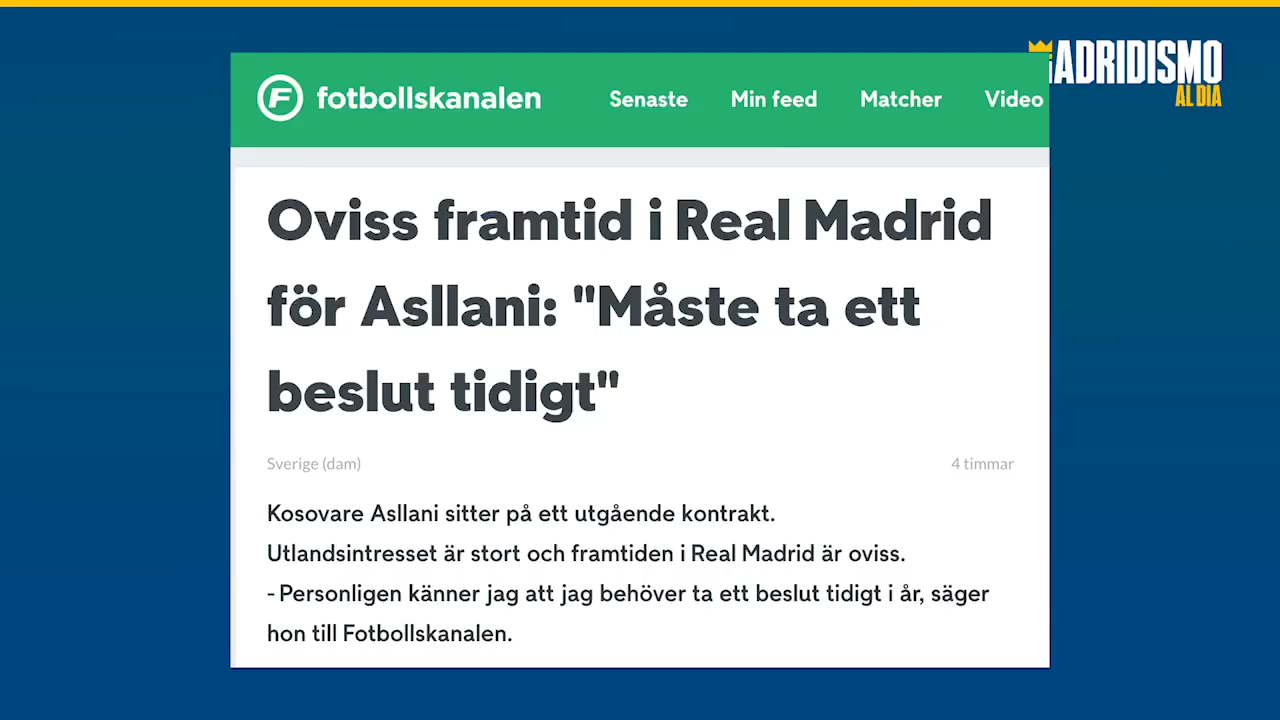 fotbollskanalen Senaste Min feed Matcher Video
ADRIDISMO
AL DIA
Oviss framtid i Real Madrid
för Asllani: "Måste ta ett
beslut tidigt"
Sverige (dam) 4 timmar
Kosovare Asllani sitter på ett utgående kontrakt.
Utlandsintresset är stort och framtiden i Real Madrid är oviss.
- Personligen känner jag att jag behöver ta ett beslut tidigt i år, säger
hon till Fotbollskanalen.